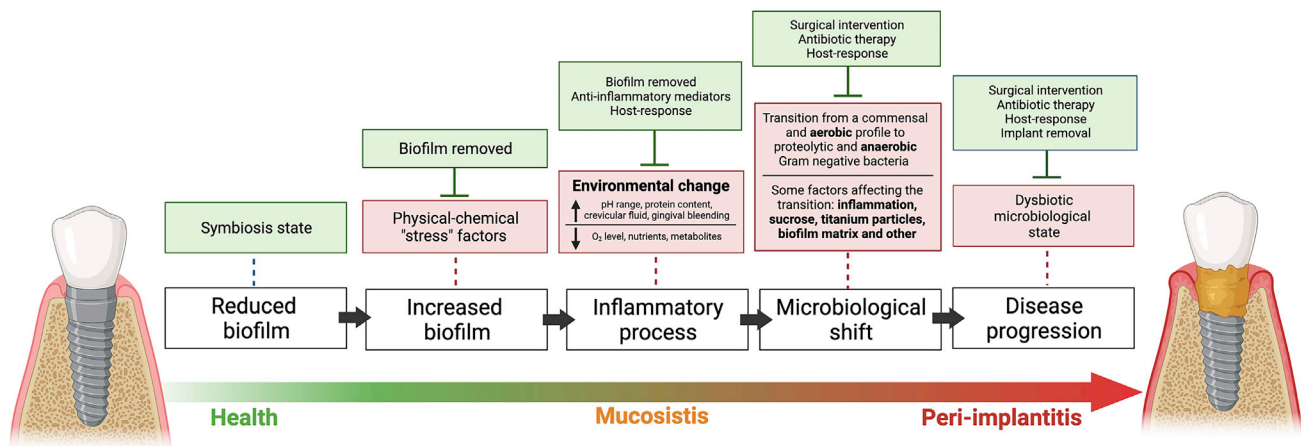 Symbiosis state
Reduced
biofilm
Biofilm removed
Physical-chemical
"stress" factors
Increased
biofilm
Biofilm removed
Anti-inflammatory mediators
Host-response
Environmental change
pH range, protein content,
crevicular fluid, gingival bleending
O₂ level, nutrients, metabolites
Inflammatory
process
Surgical intervention
Antibiotic therapy
Host-response
Transition from a commensal
and aerobic profile to
proteolytic and anaerobic
Gram negative bacteria
Some factors affecting the
transition: inflammation,
sucrose, titanium particles,
biofilm matrix and other
Microbiological
shift
Surgical intervention
Antibiotic therapy
Host-response
Implant removal
Dysbiotic
microbiological
state
Disease
progression
Health
Mucosistis
Peri-implantitis